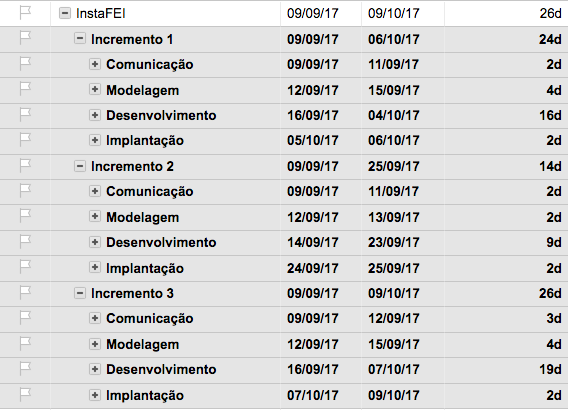 InstaFEI 09/09/17 09/10/17 26d
Incremento 1 09/09/17 06/10/17 24d
Comunicação 09/09/17 11/09/17 2d
Modelagem 12/09/17 15/09/17 4d
Desenvolvimento 16/09/17 04/10/17 16d
Implantação 05/10/17 06/10/17 2d
Incremento 2 09/09/17 25/09/17 14d
Comunicação 09/09/17 11/09/17 2d
Modelagem 12/09/17 13/09/17 2d
Desenvolvimento 14/09/17 23/09/17 9d
Implantação 24/09/17 25/09/17 2d
Incremento 3 09/09/17 09/10/17 26d
Comunicação 09/09/17 12/09/17 3d
Modelagem 12/09/17 15/09/17 4d
Desenvolvimento 16/09/17 07/10/17 19d
Implantação 07/10/17 09/10/17 2d